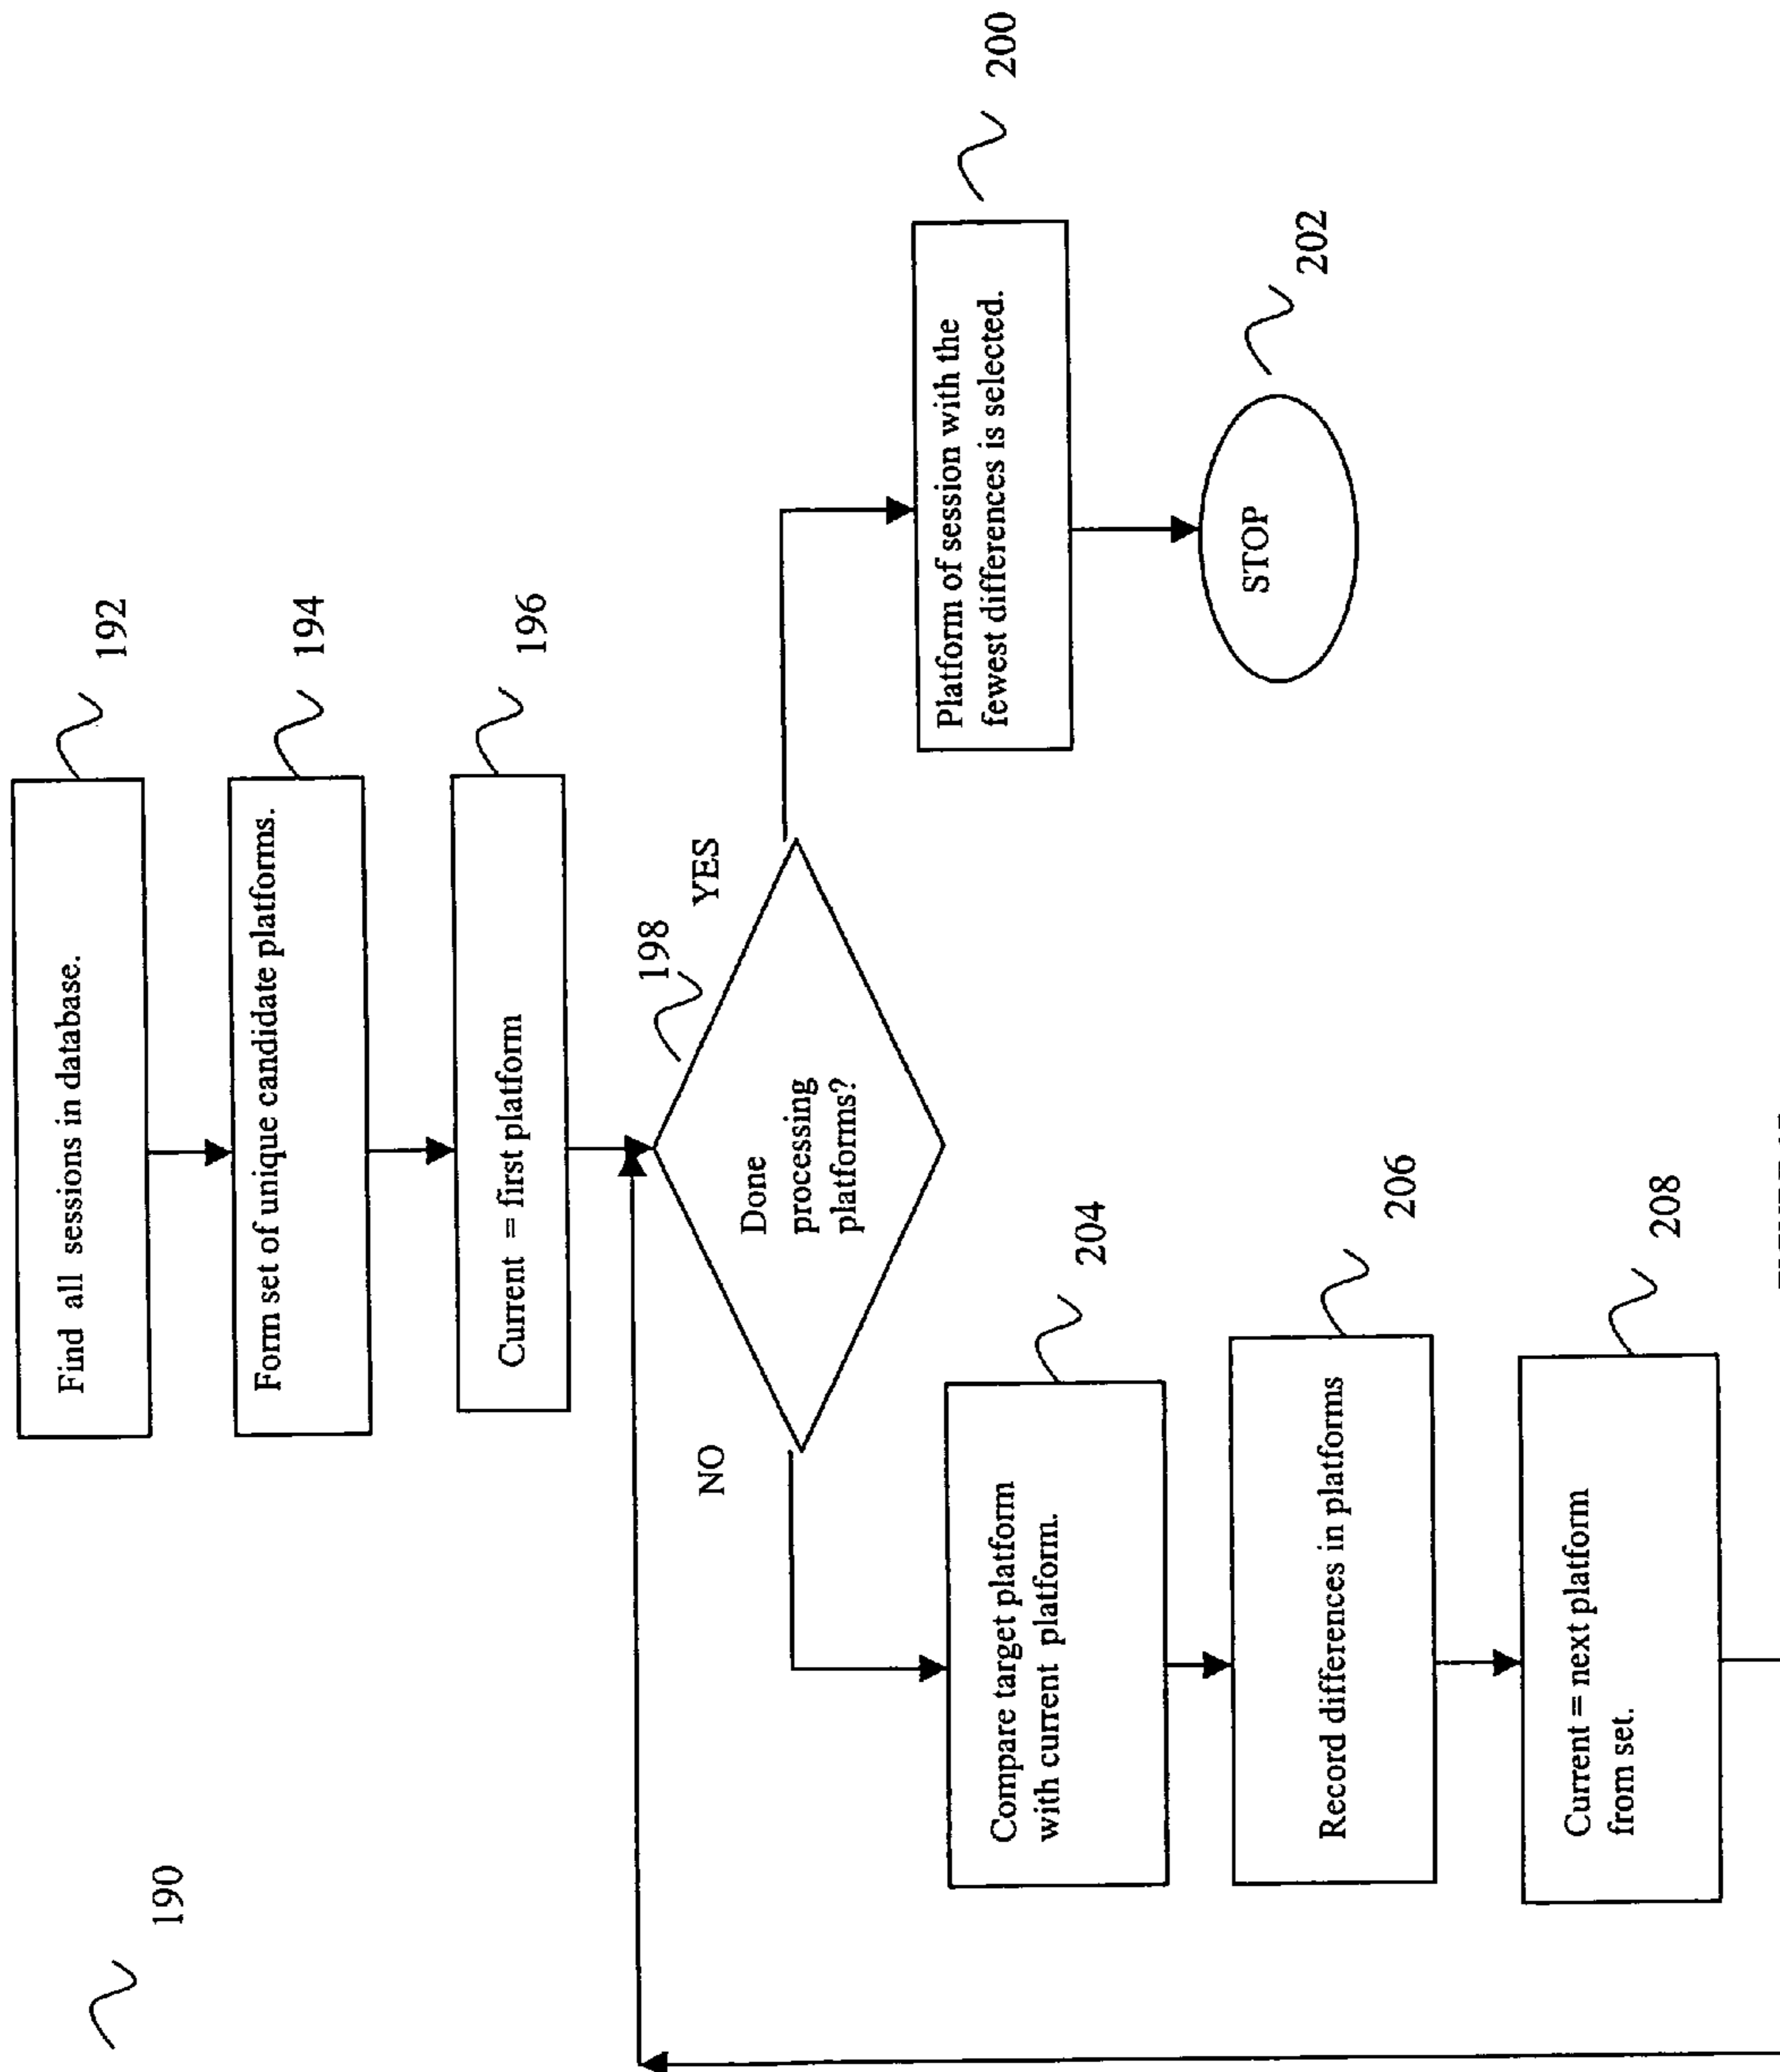 190
Find all sessions in database.
192
Form set of unique candidate platforms.
194
Current = first platform
196
198
NO
YES
Done
processing
platforms?
Platform of session with the
fewest differences is selected.
200
STOP
202
Compare target platform
with current platform.
204
Record differences in platforms
206
Current = next platform
from set.
208